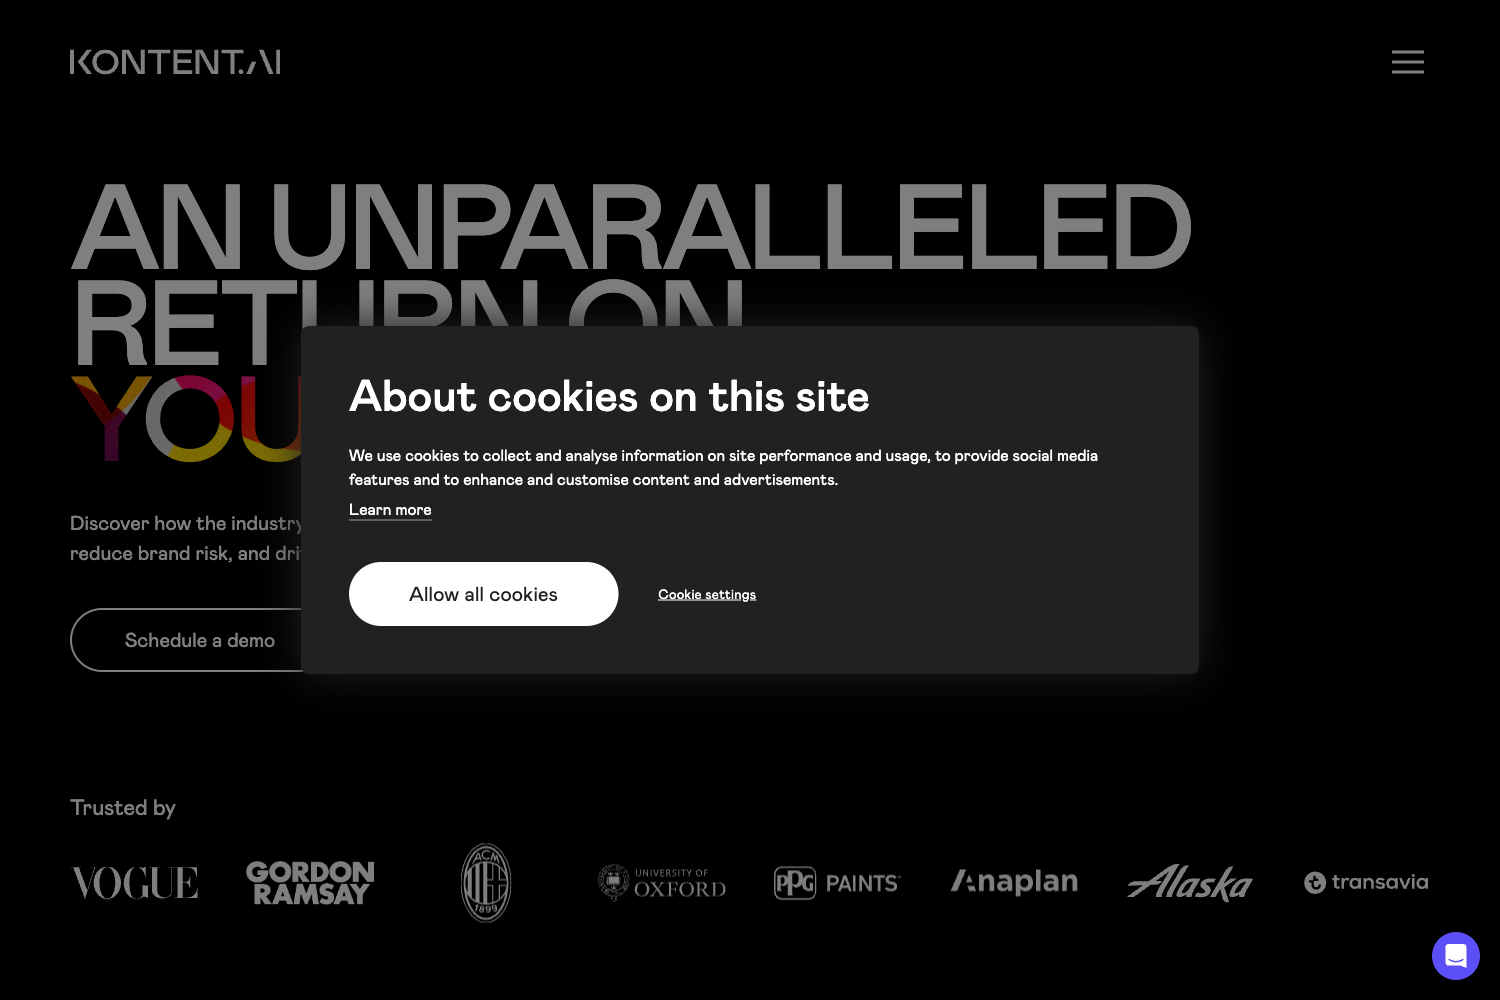 KONTENT.AI
AN UNPARALLELED
RETURN ON
YOU
About cookies on this site
We use cookies to collect and analyse information on site performance and usage, to provide social media
features and to enhance and customise content and advertisements.
Learn more
Discover how the industry
reduce brand risk, and
Allow all cookies
Cookie settings
Schedule a demo
Trusted by
VOGUE
GORDON
RAMSAY
ACM
1899
UNIVERSITY OF
OXFORD
PPG PAINTS
Anaplan
Alaska
transavia